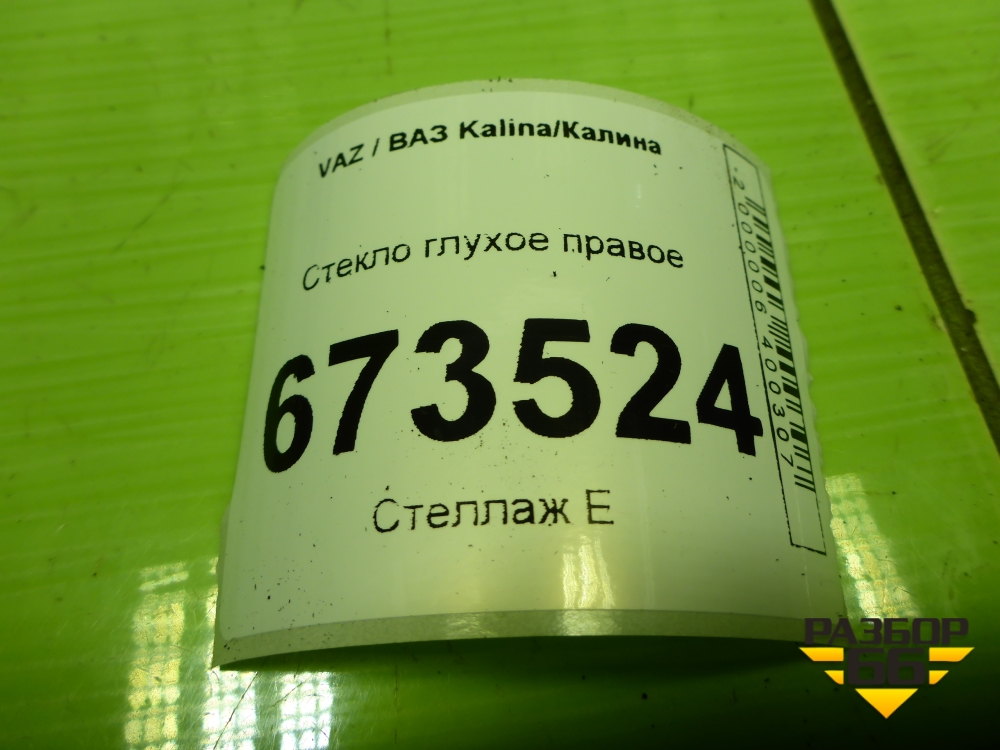 VAZ / ВАЗ Kalina/Калина
Стекло глухое правое
673524
Стеллаж Е
2000006400307
РАЗБОР
66